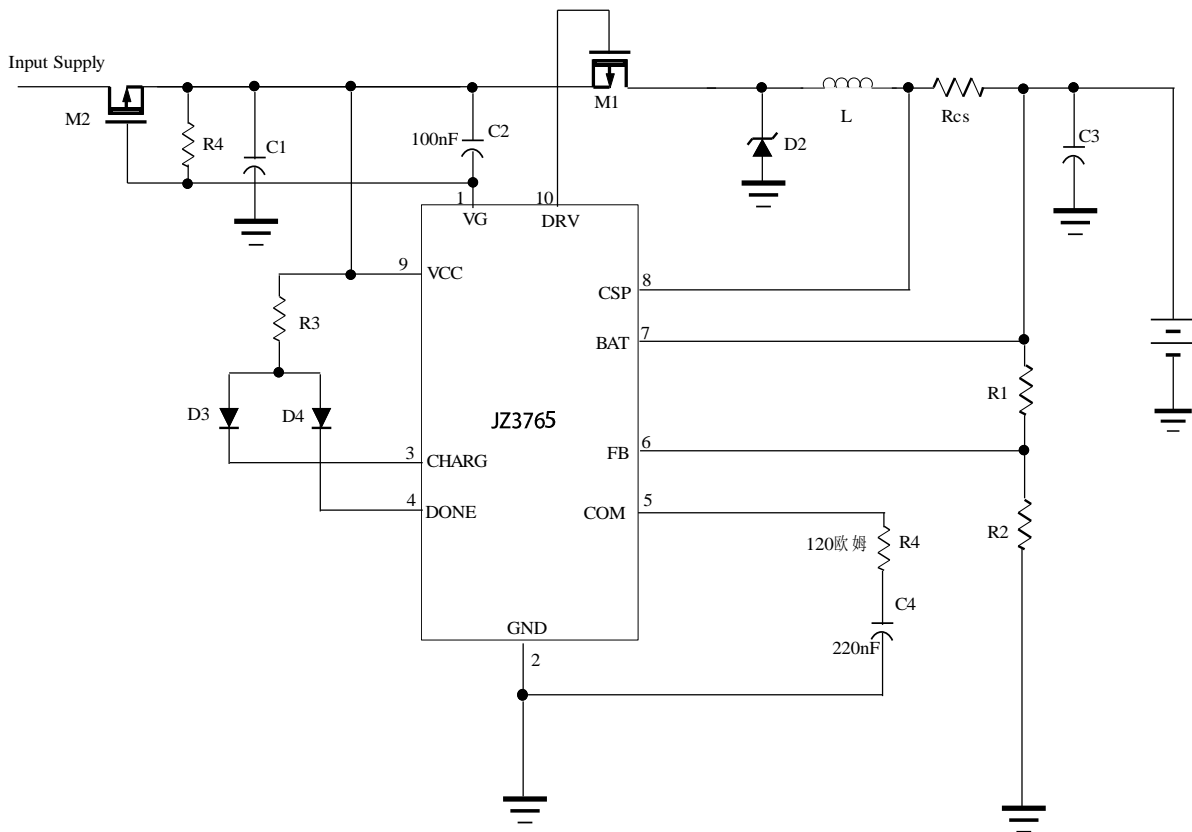 Input Supply
M2
R4
C1
100nF
C2
M1
D2
L
Rcs
C3
1
VG
10
DRV
9
VCC
8
CSP
7
BAT
R3
R1
D3
D4
JZ3765
6
FB
3
CHARG
4
DONE
5
COM
120欧姆
R4
R2
C4
220nF
GND
2